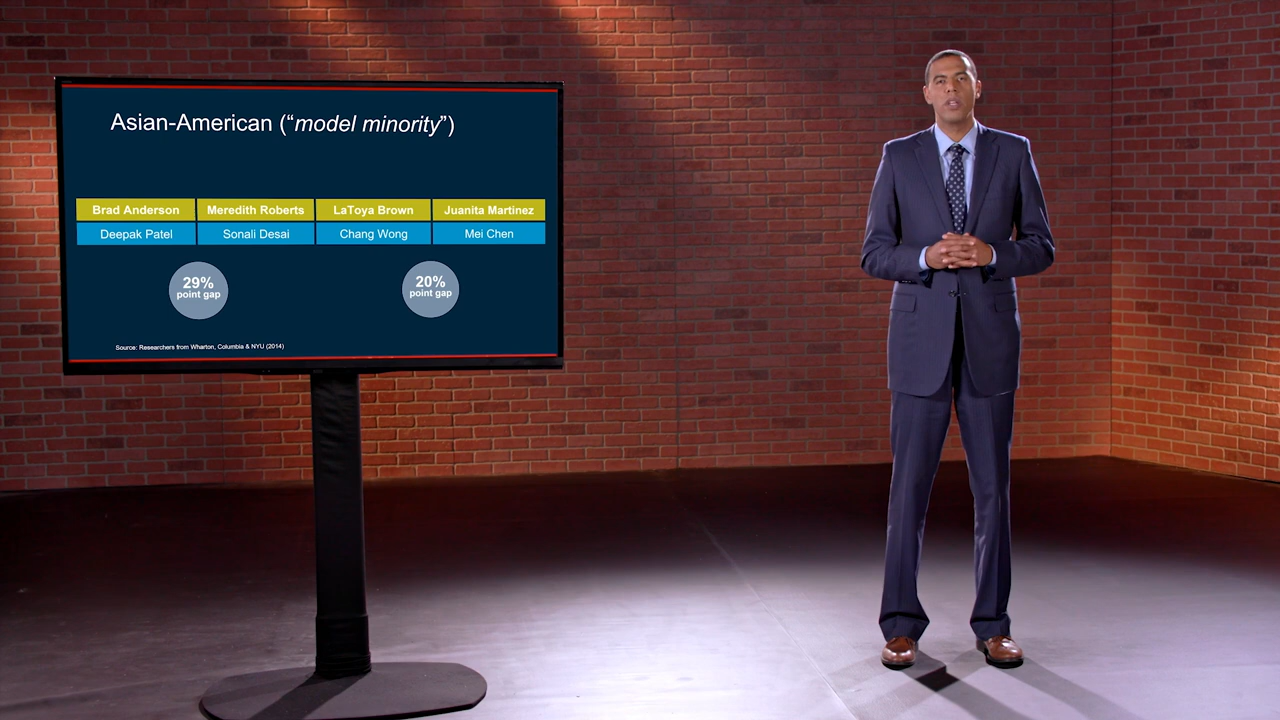 Asian-American (“model minority”)
Brad Anderson Meredith Roberts LaToya Brown Juanita Martinez
Deepak Patel Sonali Desai Chang Wong Mei Chen
29% 20%
point gap point gap
Source: Researchers from Wharton, Columbia & NYU (2014)